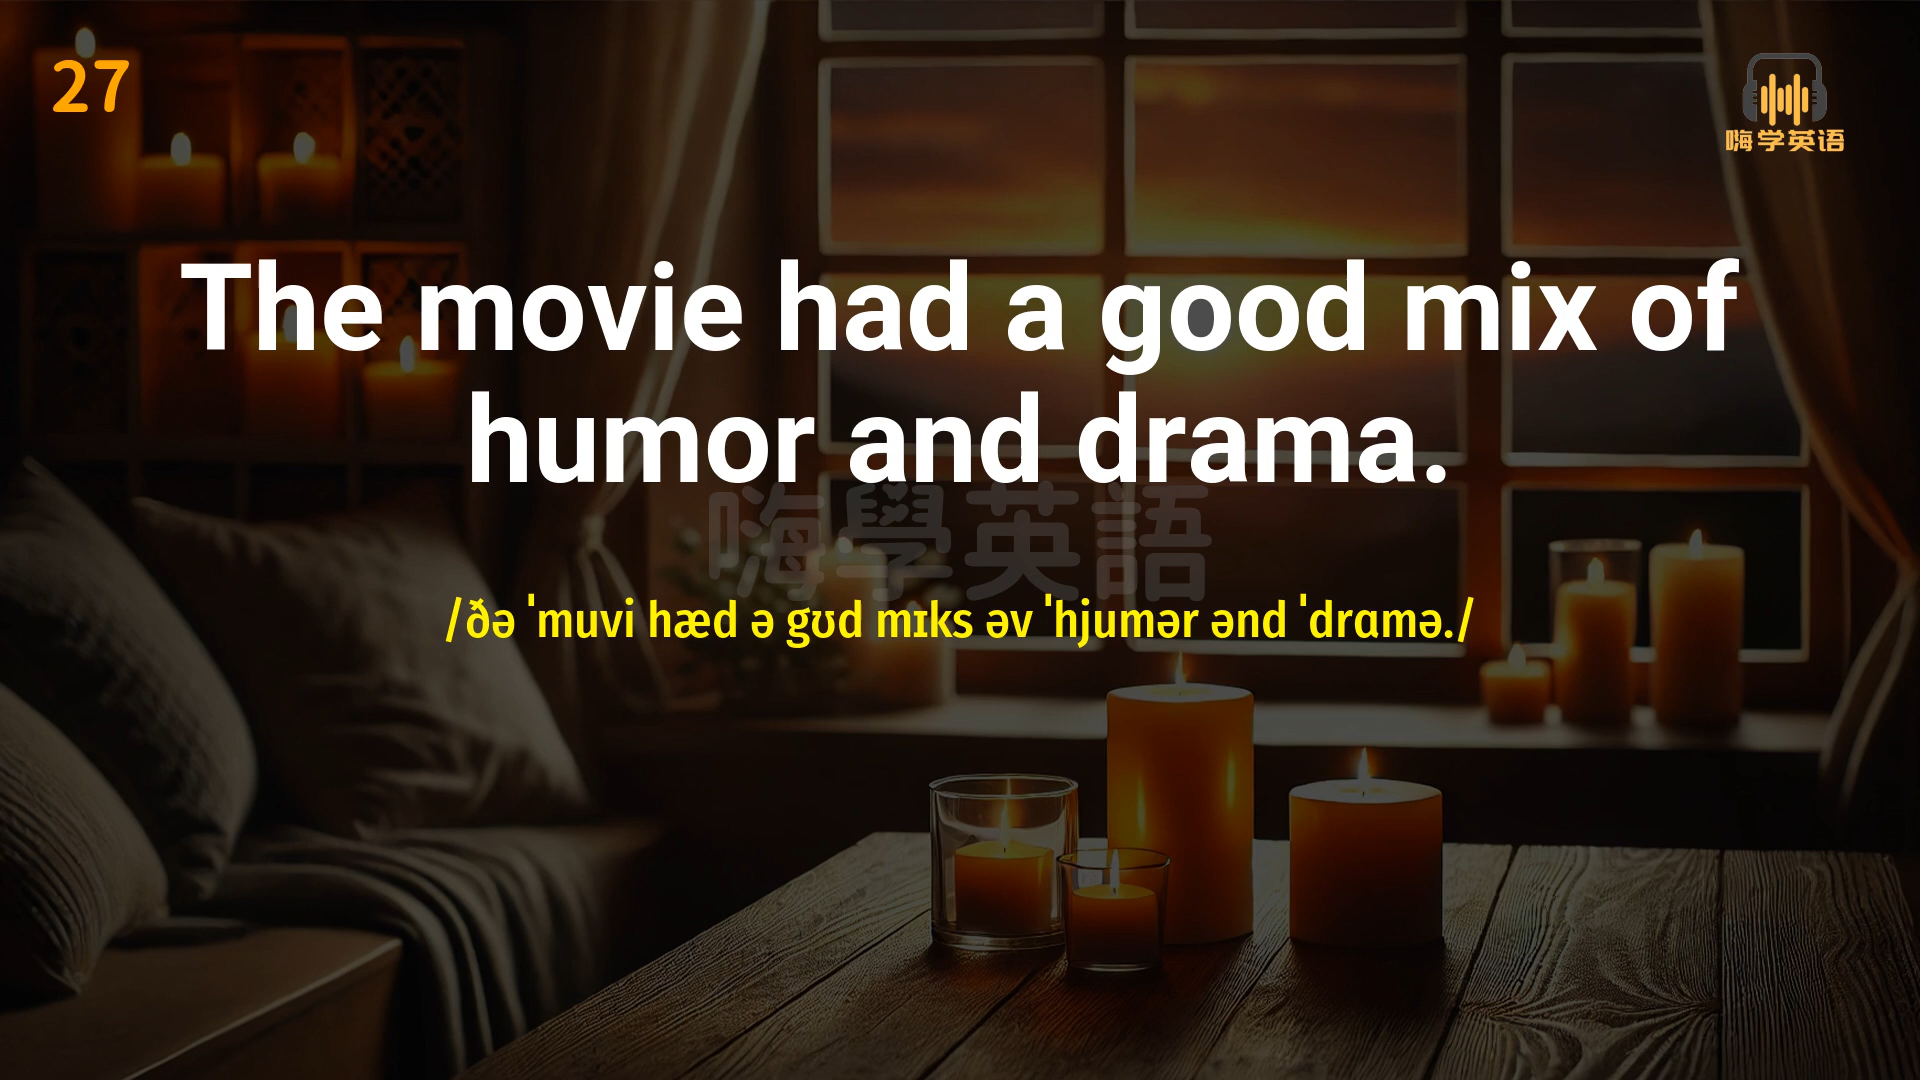 27
嗨学英语
The movie had a good mix of
humor and drama.
嗨學英語
/ðə ˈmuvi hæd ə gʊd mɪks əv ˈhjumər ənd ˈdrɑmə./